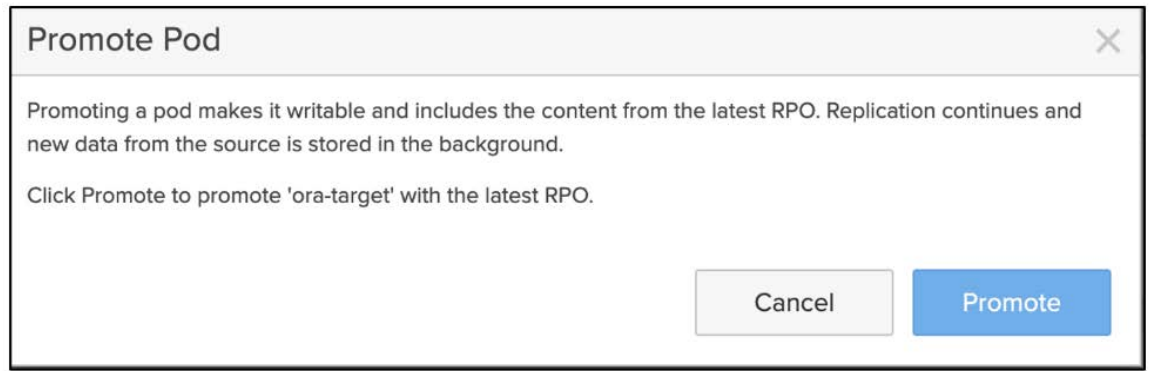 Promote Pod
Promoting a pod makes it writable and includes the content from the latest RPO. Replication continues and
new data from the source is stored in the background.
Click Promote to promote 'ora-target' with the latest RPO.
Cancel Promote